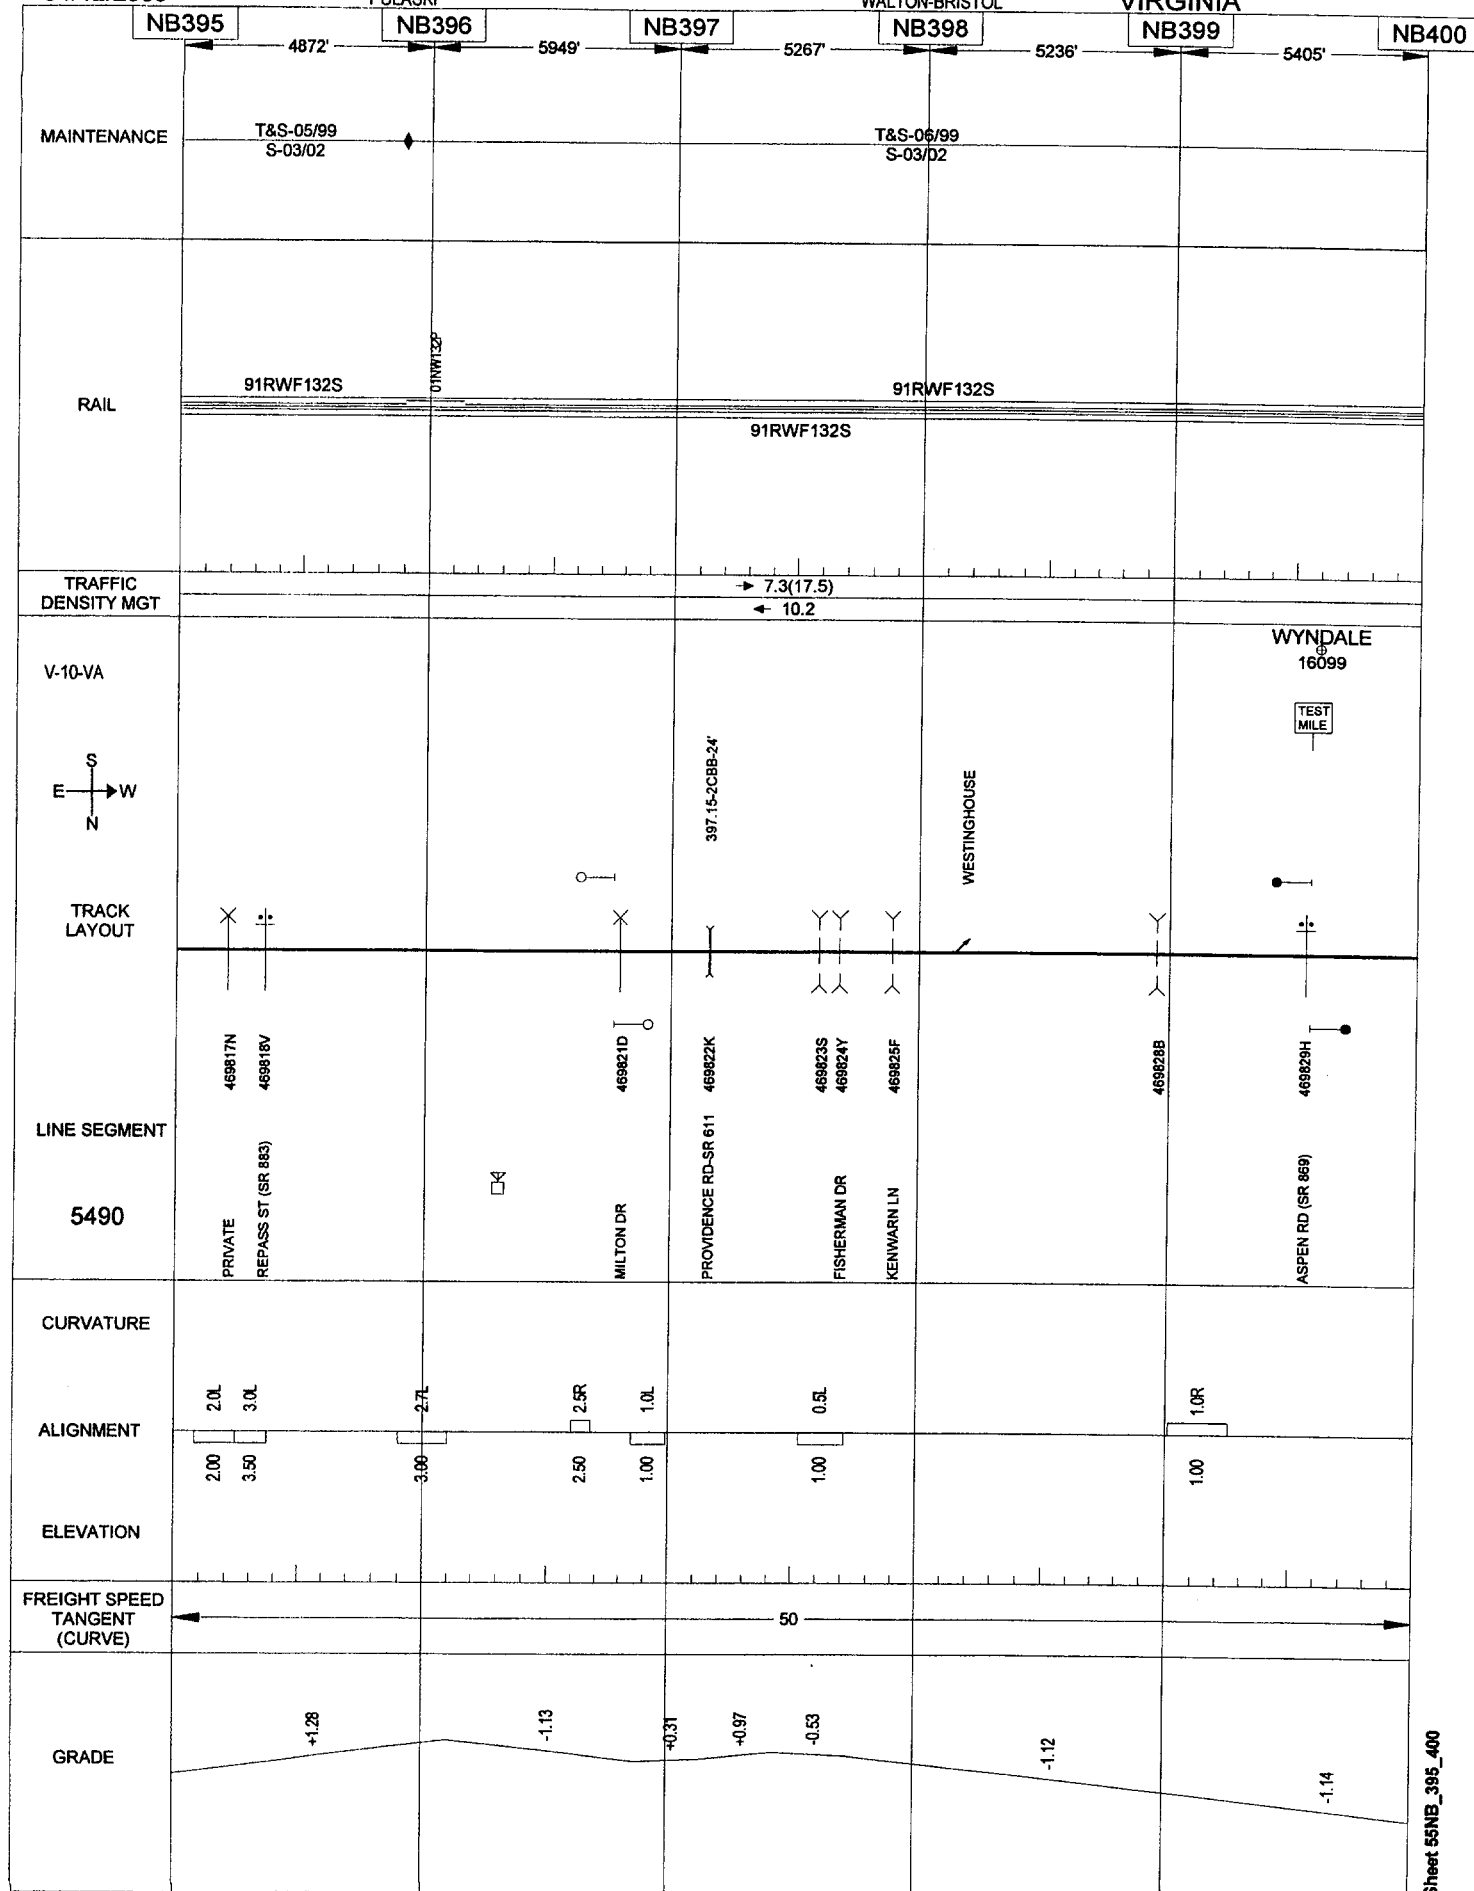 VIRGINIA
WALTON-BRISTOL
NB395
NB396
NB397
NB398
NB399
NB400
4872'
5949'
5267'
5236'
5405'
MAINTENANCE
T&S-05/99
S-03/02
T&S-06/99
S-03/02
RAIL
91RWF132S
01NW132P
91RWF132S
91RWF132S
TRAFFIC
DENSITY MGT
7.3(17.5)
10.2
V-10-VA
WYNDALE
16099
TEST
MILE
S
E W
N
397.15-2CBB-24'
WESTINGHOUSE
TRACK
LAYOUT
469817N
469818V
469821D
469822K
469823S
469824Y
469825F
469828B
469829H
LINE SEGMENT
5490
PRIVATE
REPASS ST (SR 883)
MILTON DR
PROVIDENCE RD-SR 611
FISHERMAN DR
KENWARN LN
ASPEN RD (SR 869)
CURVATURE
2.0L
3.0L
2.7L
2.5R
1.0L
0.5L
1.0R
ALIGNMENT
2.00
3.50
3.00
2.50
1.00
1.00
1.00
ELEVATION
FREIGHT SPEED
TANGENT
(CURVE)
50
GRADE
+1.28
-1.13
+0.31
+0.97
-0.53
-1.12
-1.14
Sheet 55NB_395_400